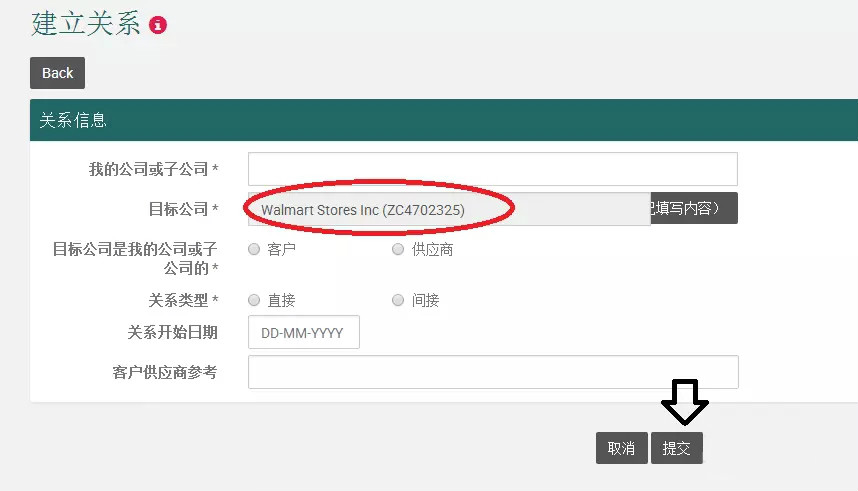 建立关系
Back
关系信息
我的公司或子公司 *
目标公司 *
Walmart Stores Inc (ZC4702325)
填写内容）
目标公司是我的公司或子
公司的 *
客户
供应商
关系类型 *
直接
间接
关系开始日期
DD-MM-YYYY
客户供应商参考
取消
提交